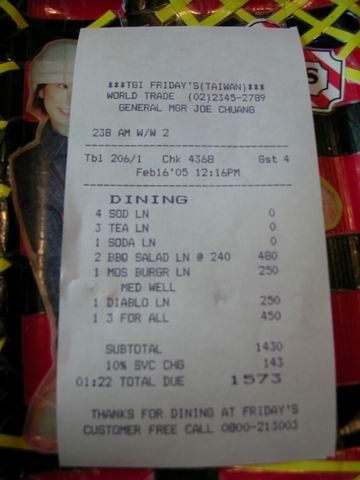 ***TGI FRIDAY'S(TAIWAN)***
WORLD TRADE (02)2345-2789
GENERAL MGR JOE CHUANG
238 AM W/W 2
Tbl 206/1 Chk 4368 Gst 4
Feb16'05 12:16PM
DINING
4 SOD LN 0
3 TEA LN 0
1 SODA LN 0
2 BBQ SALAD LN @ 240 480
1 MOS BURGR LN 250
MED WELL
1 DIABLO LN 250
1 3 FOR ALL 450
SUBTOTAL 1430
10% SVC CHG 143
01:22 TOTAL DUE 1573
THANKS FOR DINING AT FRIDAY'S
CUSTOMER FREE CALL 0800-213003